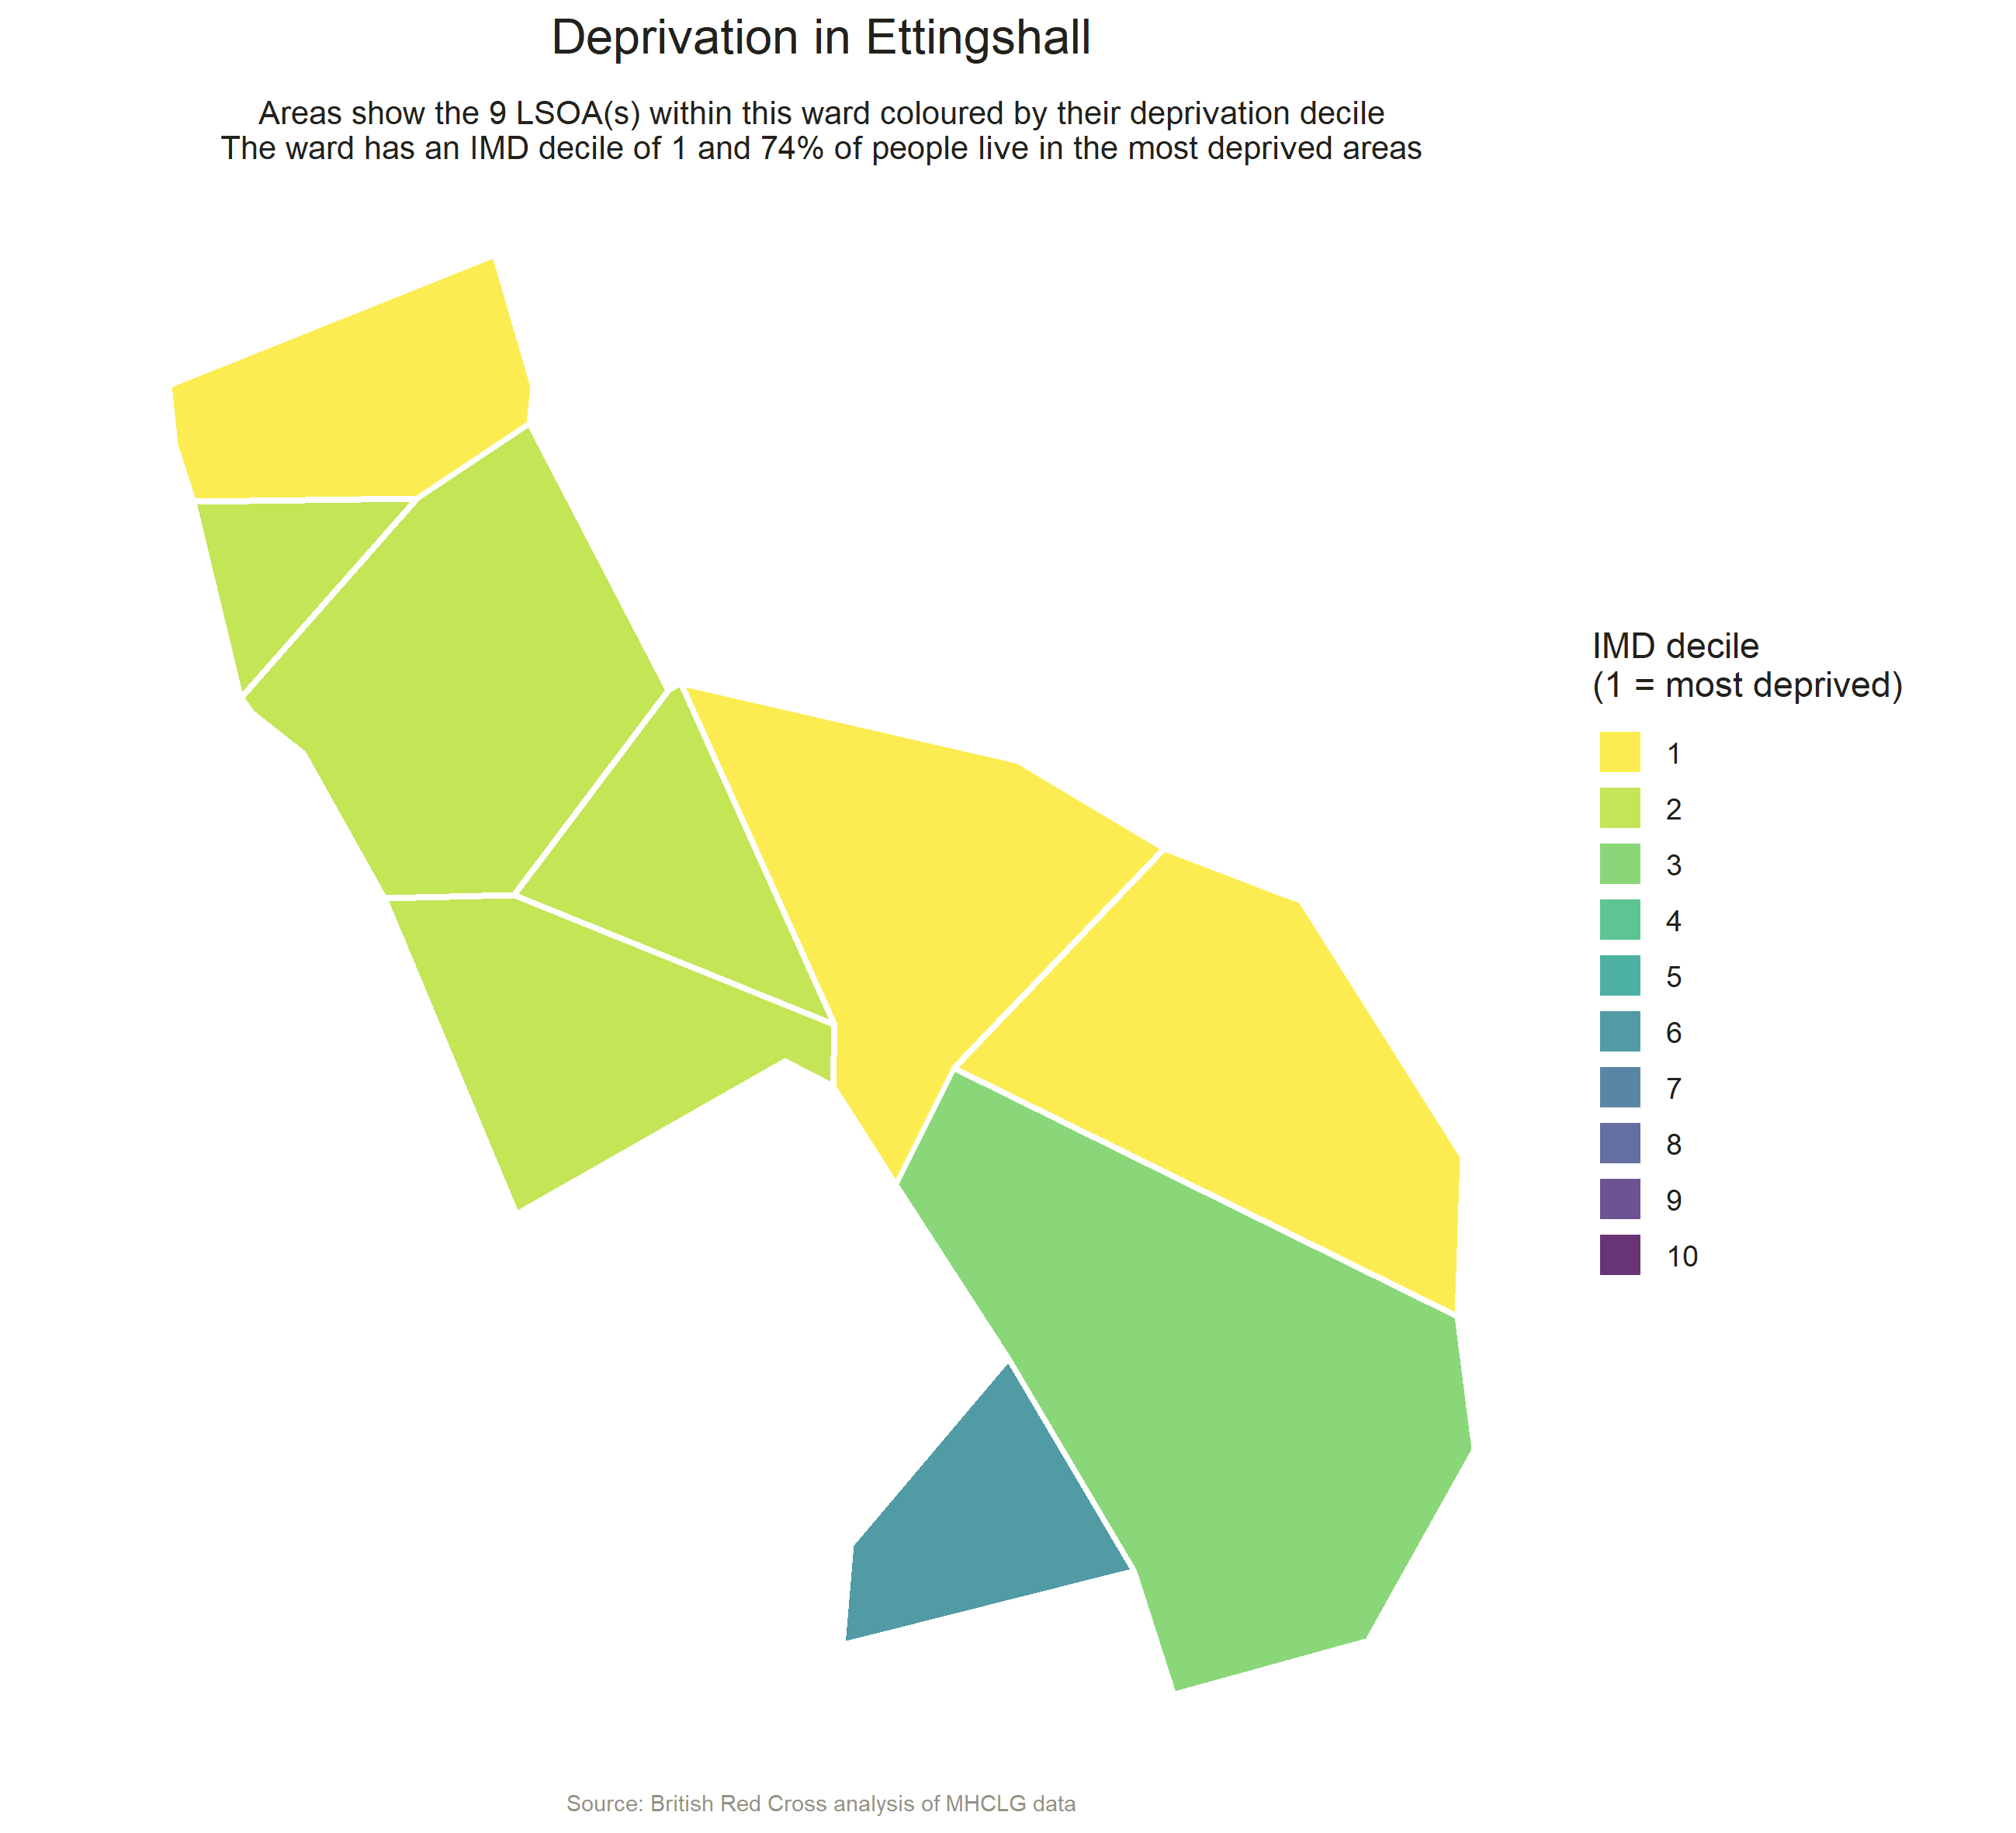 Deprivation in Ettingshall
Areas show the 9 LSOA(s) within this ward coloured by their deprivation decile
The ward has an IMD decile of 1 and 74% of people live in the most deprived areas
IMD decile
(1 = most deprived)
1
2
3
4
5
6
7
8
9
10
Source: British Red Cross analysis of MHCLG data